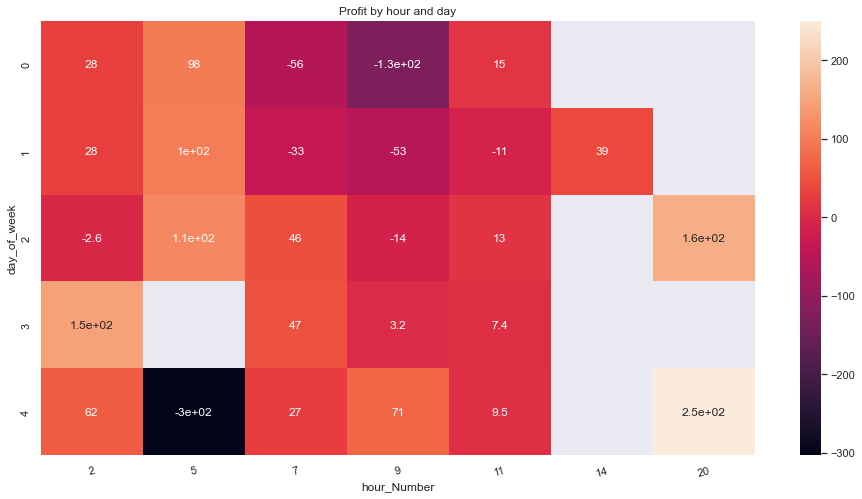 Profit by hour and day
0 28 98 -56 -1.3e+02 15
1 28 1e+02 -33 -53 -11 39
2 -2.6 1.1e+02 46 -14 13 1.6e+02
3 1.5e+02 47 3.2 7.4
4 62 -3e+02 27 71 9.5 2.5e+02
2 5 7 9 11 14 20
hour_Number
day_of_week
200
100
0
−100
−200
−300